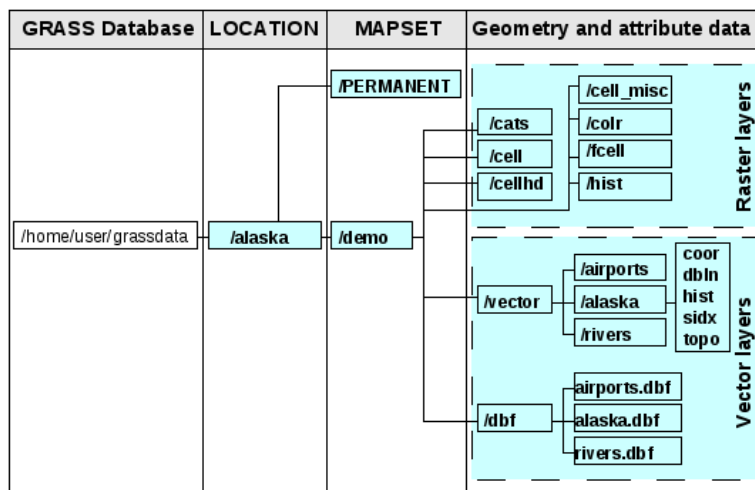 GRASS Database
LOCATION
MAPSET
Geometry and attribute data
/home/user/grassdata
/alaska
/PERMANENT
/demo
/cats
/cell
/cellhd
/cell_misc
/colr
/fcell
/hist
Raster layers
/vector
/airports
/alaska
/rivers
coor
dbln
hist
sidx
topo
/dbf
airports.dbf
alaska.dbf
rivers.dbf
Vector layers